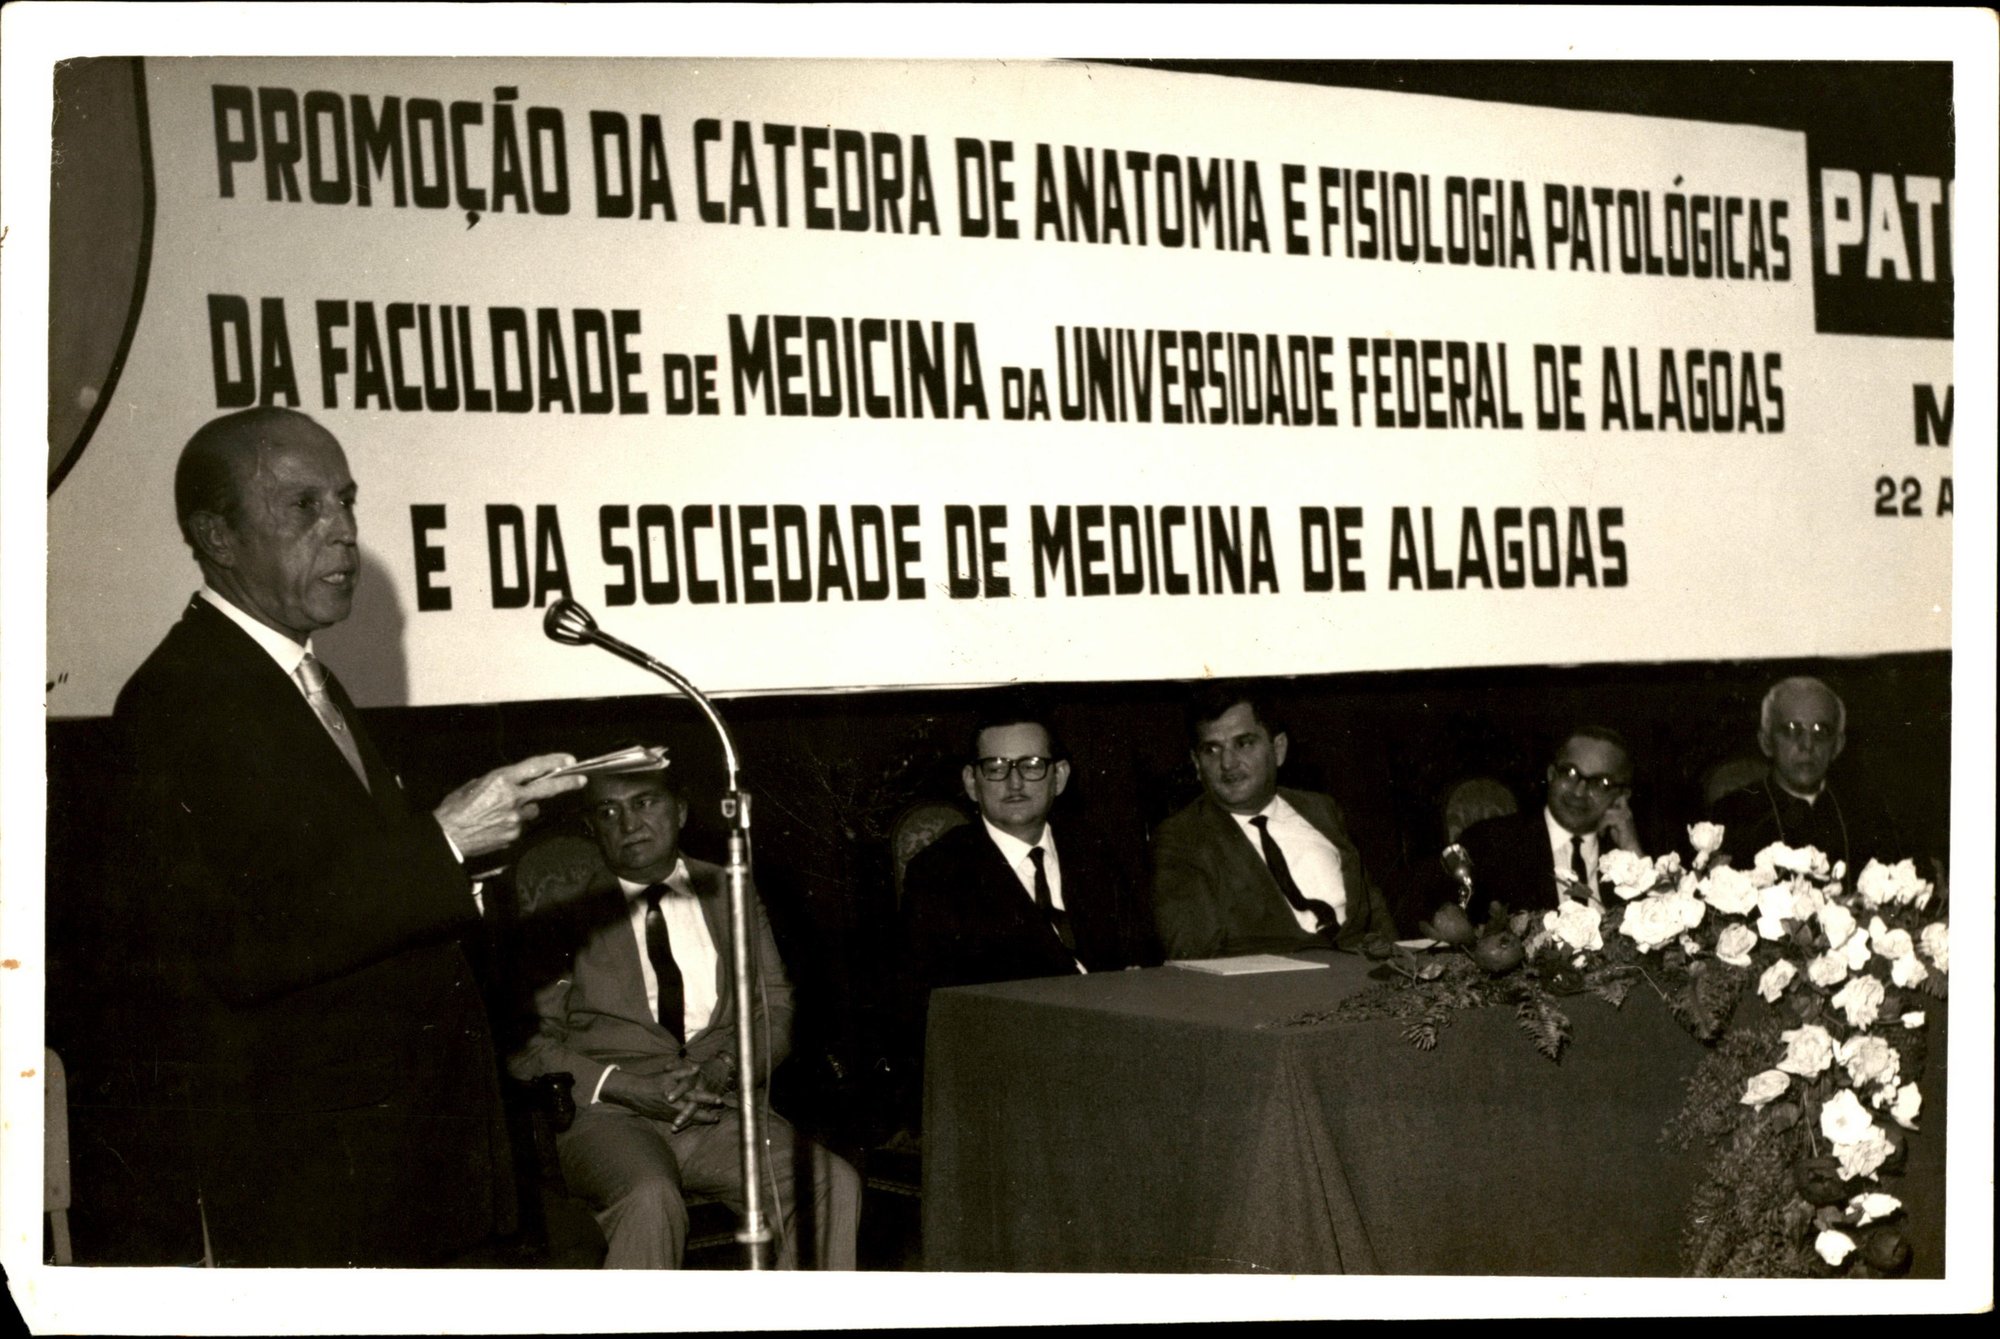 PROMOÇÃO DA CATEDRA DE ANATOMIA E FISIOLOGIA PATOLÓGICAS
DA FACULDADE DE MEDICINA DA UNIVERSIDADE FEDERAL DE ALAGOAS
E DA SOCIEDADE DE MEDICINA DE ALAGOAS
PAT
M
22 A